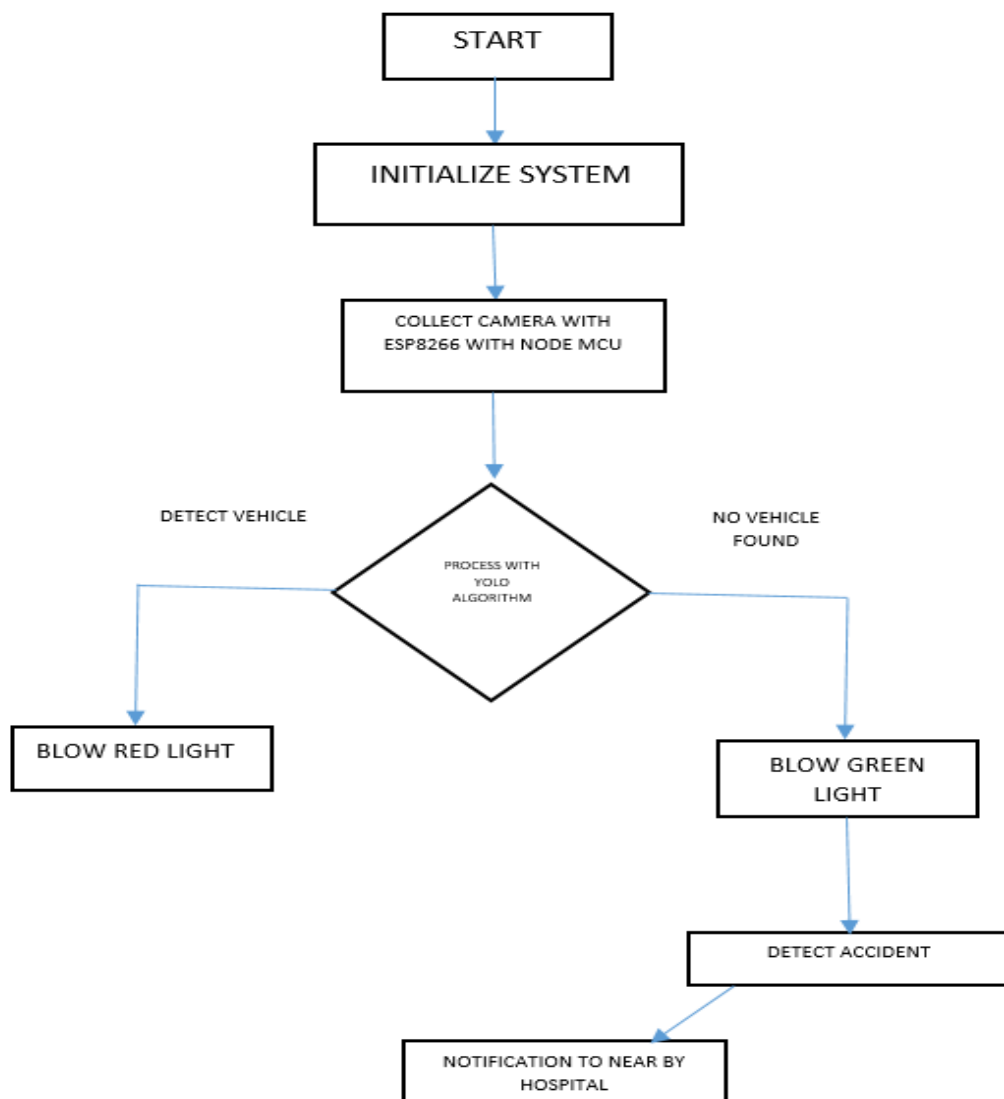 START
INITIALIZE SYSTEM
COLLECT CAMERA WITH
ESP8266 WITH NODE MCU
DETECT VEHICLE
NO VEHICLE
FOUND
PROCESS WITH
YOLO
ALGORITHM
BLOW RED LIGHT
BLOW GREEN
LIGHT
DETECT ACCIDENT
NOTIFICATION TO NEAR BY
HOSPITAL